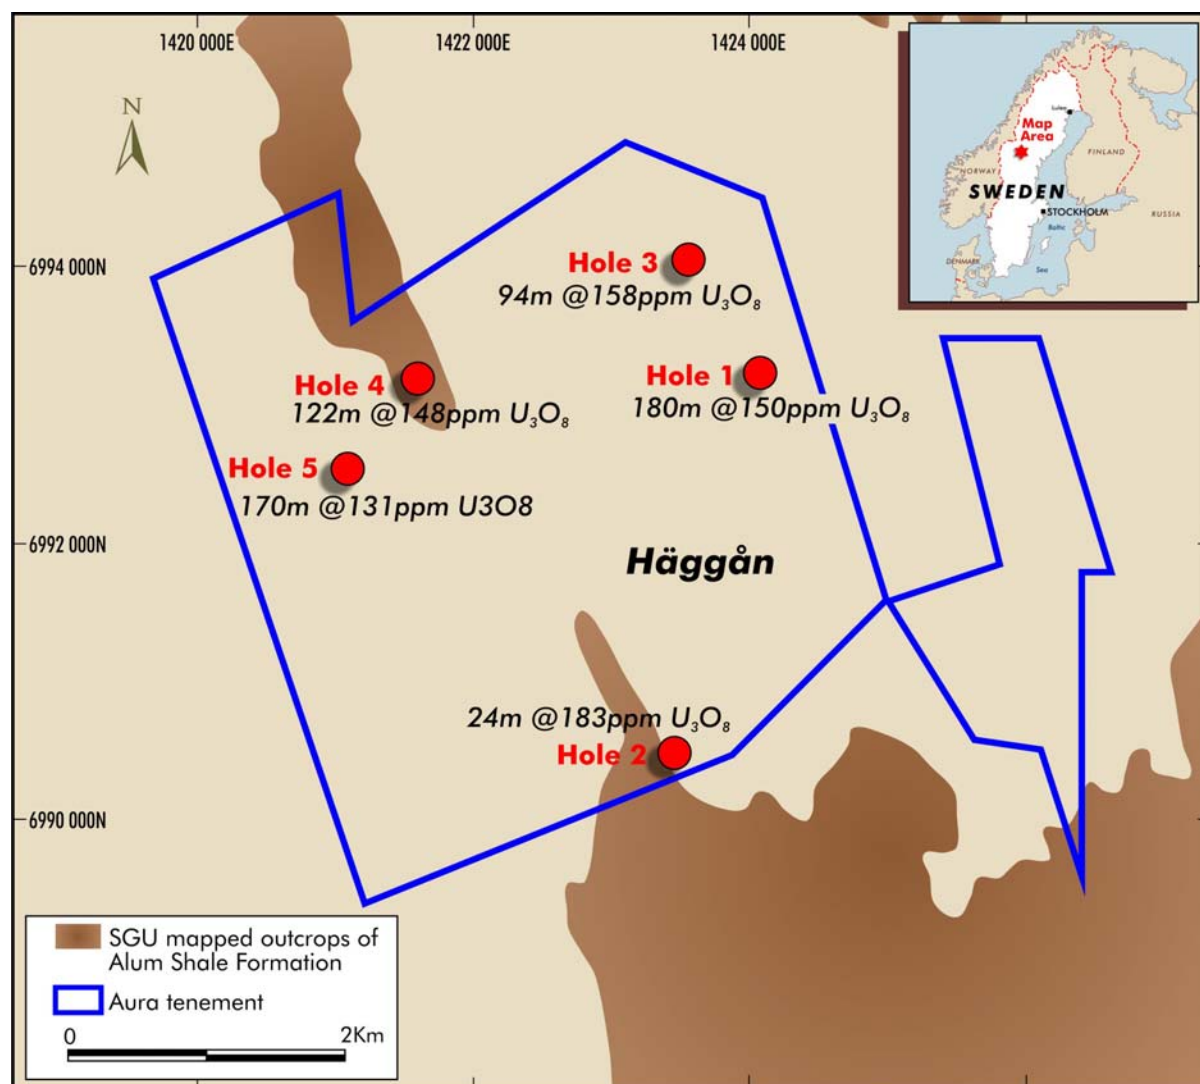 1420 000E
1422 000E
1424 000E
N
Lulea
Map
Area
FINLAND
NORWAY
SWEDEN
STOCKHOLM
RUSSIA
Baltic
DENMARK
Sea
6994 000N
Hole 3
94m @158ppm U₃O₈
Hole 4
122m @148ppm U₃O₈
Hole 1
180m @150ppm U₃O₈
Hole 5
170m @131ppm U3O8
6992 000N
Häggån
24m @183ppm U₃O₈
Hole 2
6990 000N
SGU mapped outcrops of
Alum Shale Formation
Aura tenement
0 2Km